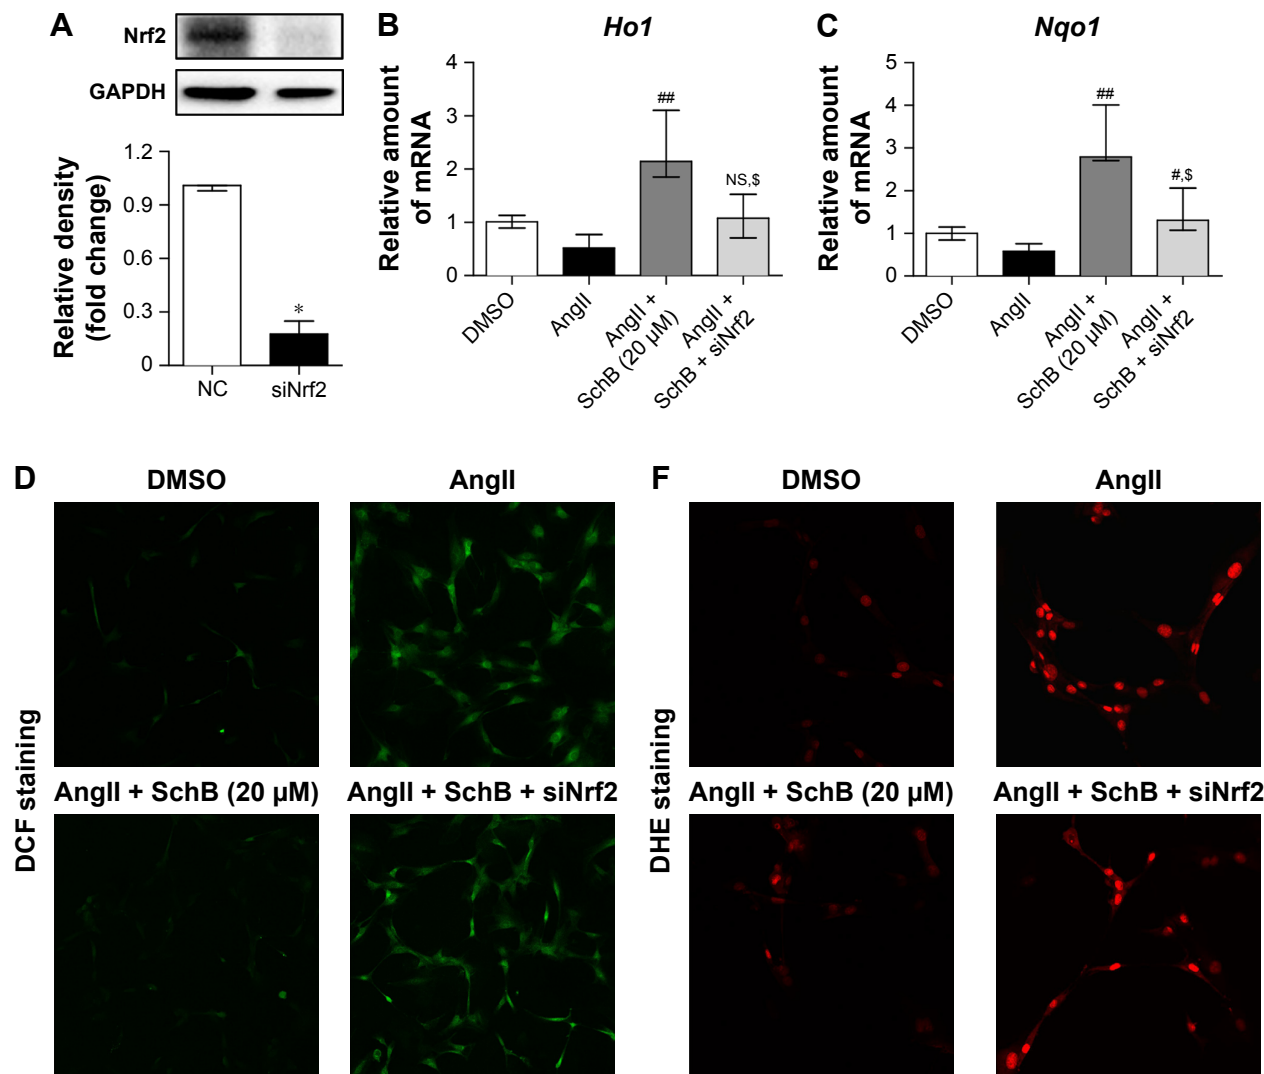 A
Nrf2
GAPDH
Relative density
(fold change)
1.2
0.9
0.6
0.3
0
*
NC
siNrf2
B
Ho1
Relative amount
of mRNA
4
3
2
1
0
##
NS,$
DMSO
AngII
AngII +
SchB (20 µM)
AngII +
SchB + siNrf2
C
Nqo1
Relative amount
of mRNA
5
4
3
2
1
0
##
#,$
DMSO
AngII
AngII +
SchB (20 µM)
AngII +
SchB + siNrf2
D
DCF staining
DMSO
AngII
AngII + SchB (20 µM)
AngII + SchB + siNrf2
F
DHE staining
DMSO
AngII
AngII + SchB (20 µM)
AngII + SchB + siNrf2